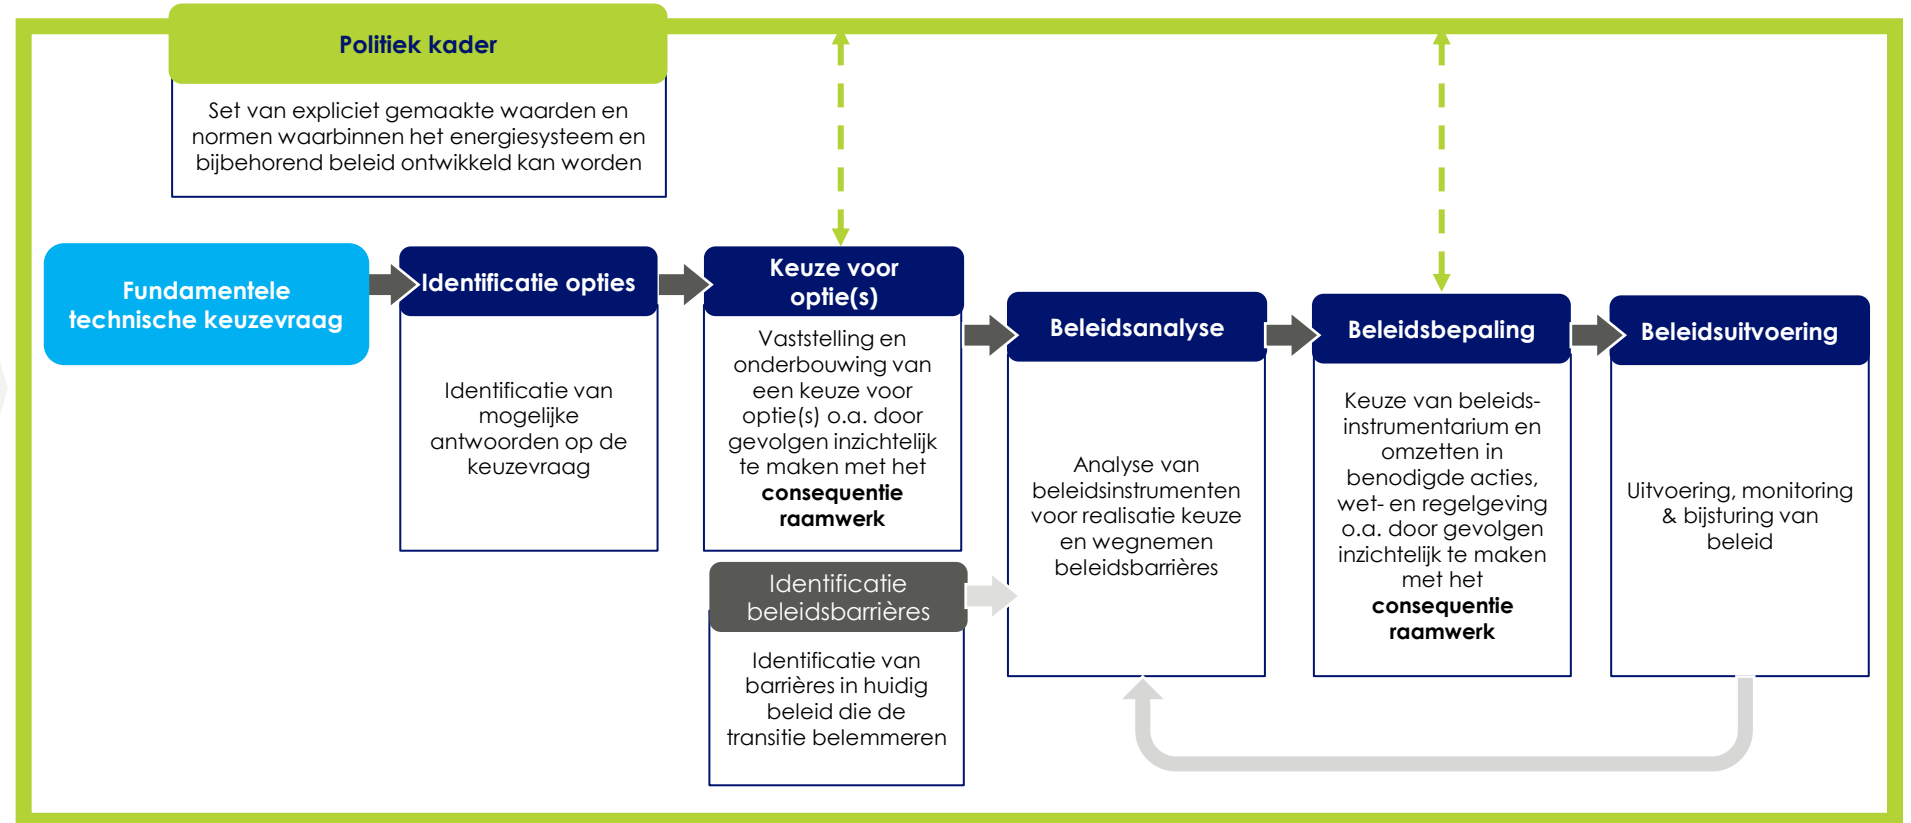 Politiek kader
Set van expliciet gemaakte waarden en
normen waarbinnen het energiesysteem en
bijbehorend beleid ontwikkeld kan worden
Fundamentele
technische keuzevraag
Identificatie opties
Identificatie van
mogelijke
antwoorden op de
keuzevraag
Keuze voor
optie(s)
Vaststelling en
onderbouwing van
een keuze voor
optie(s) o.a. door
gevolgen inzichtelijk
te maken met het
consequentie
raamwerk
Identificatie
beleidsbarrières
Identificatie van
barrières in huidig
beleid die de
transitie belemmeren
Beleidsanalyse
Analyse van
beleidsinstrumenten
voor realisatie keuze
en wegnemen
beleidsbarrières
Beleidsbepaling
Keuze van beleids-
instrumentarium en
omzetten in
benodigde acties,
wet- en regelgeving
o.a. door gevolgen
inzichtelijk te maken
met het
consequentie
raamwerk
Beleidsuitvoering
Uitvoering, monitoring
& bijsturing van
beleid